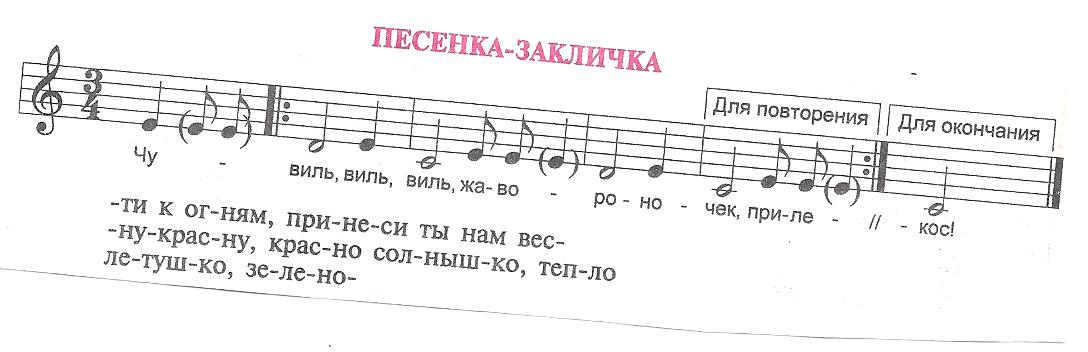 ПЕСЕНКА-ЗАКЛИЧКА
Для повторения
Для окончания
3
4
Чу - виль, виль, виль, жа-во - ро-но - чек, при-ле - // - кос!
-ти к ог-ням, при-не-си ты нам вес-
-ну-крас-ну, крас-но сол-ныш-ко, теп-ло
ле-туш-ко, зе-ле-но-